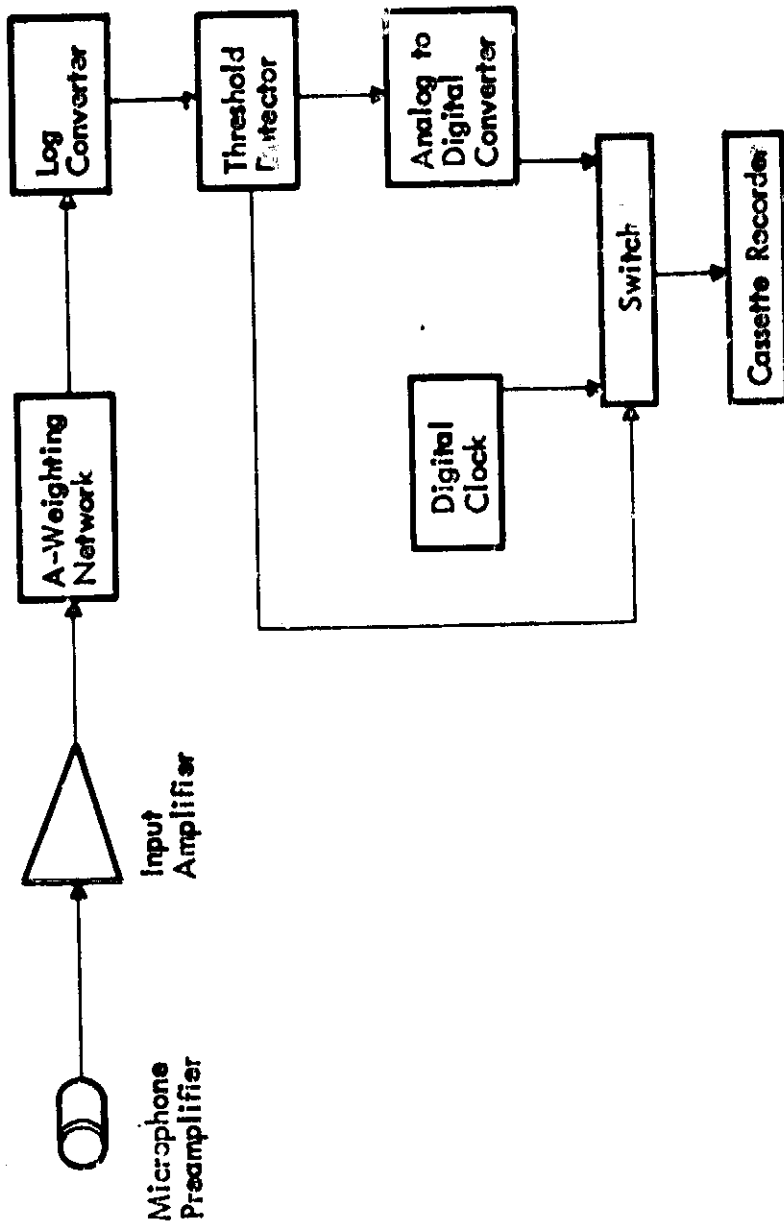 Microphone
Preamplifier
Input
Amplifier
A-Weighting
Network
Log
Converter
Threshold
Detector
Analog to
Digital
Converter
Digital
Clock
Switch
Cassette Recorder